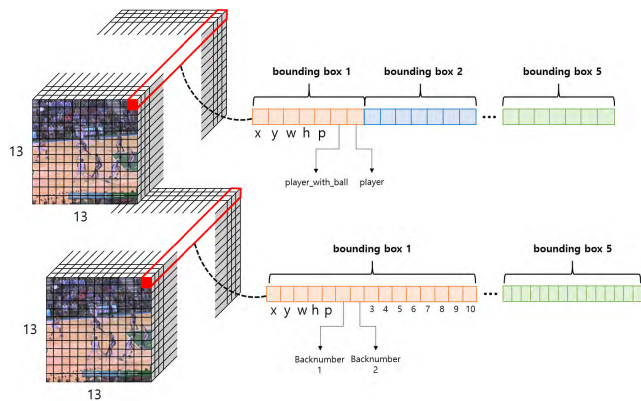 bounding box 1 bounding box 2 bounding box 5
...
x y w h p
13
player_with_ball player
13
bounding box 1 bounding box 5
...
x y w h p 3 4 5 6 7 8 9 10
13
Backnumber Backnumber
1 2
13